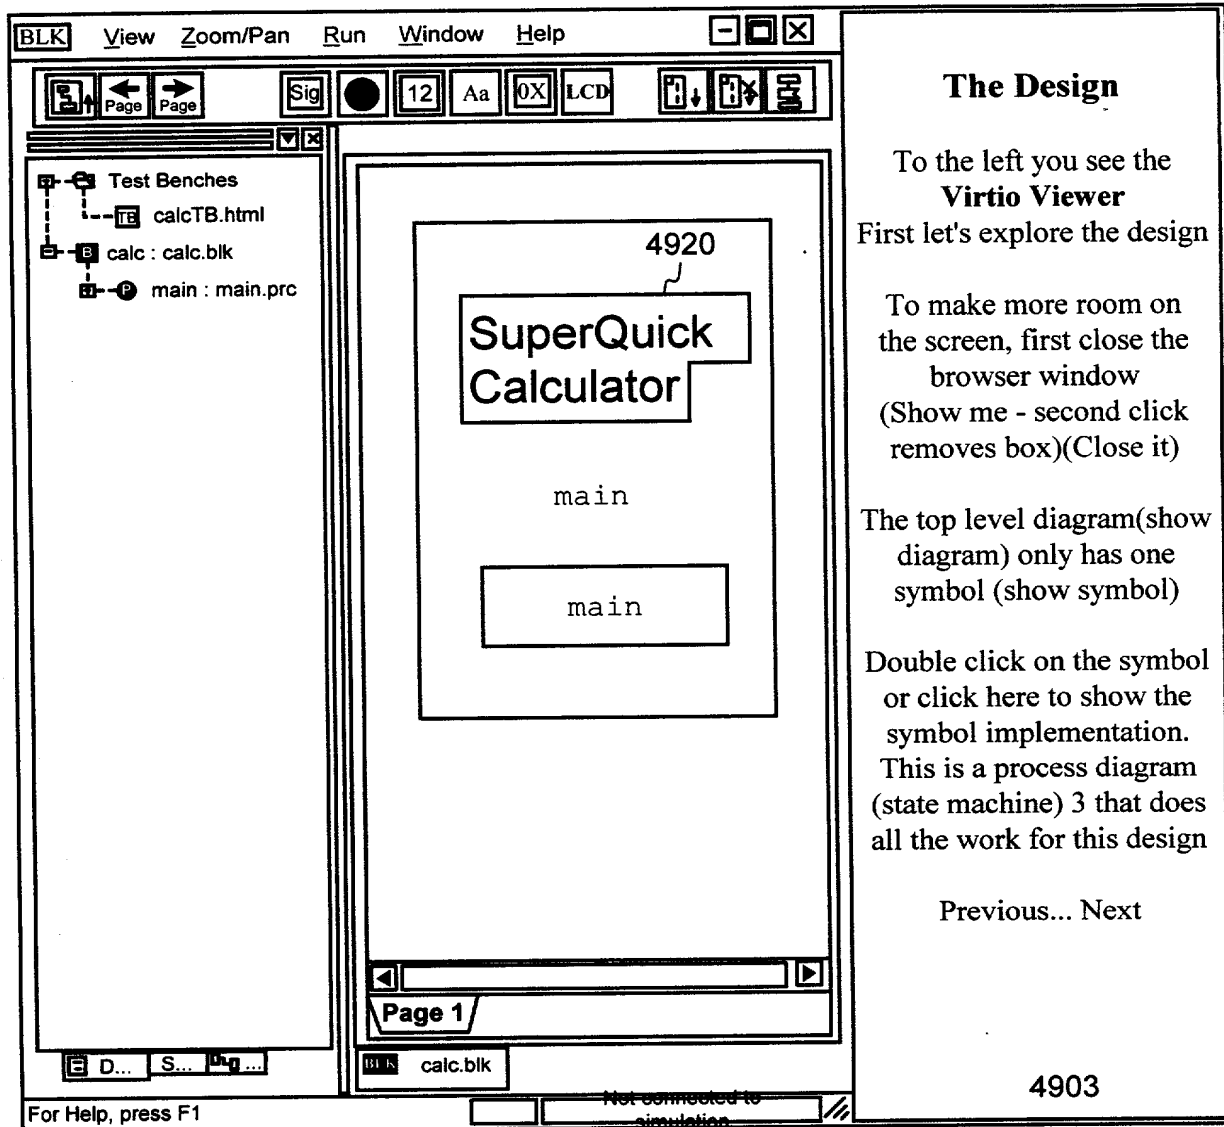 BLK View Zoom/Pan Run Window Help
Page Page Sig 12 Aa 0X LCD
Test Benches
TB calcTB.html
B calc : calc.blk
P main : main.prc
4920
SuperQuick
Calculator
main
main
Page 1
D... S... ...
BLK calc.blk
For Help, press F1
Not connected to
simulation
The Design
To the left you see the
Virtio Viewer
First let's explore the design
To make more room on
the screen, first close the
browser window
(Show me - second click
removes box)(Close it)
The top level diagram(show
diagram) only has one
symbol (show symbol)
Double click on the symbol
or click here to show the
symbol implementation.
This is a process diagram
(state machine) 3 that does
all the work for this design
Previous... Next
4903